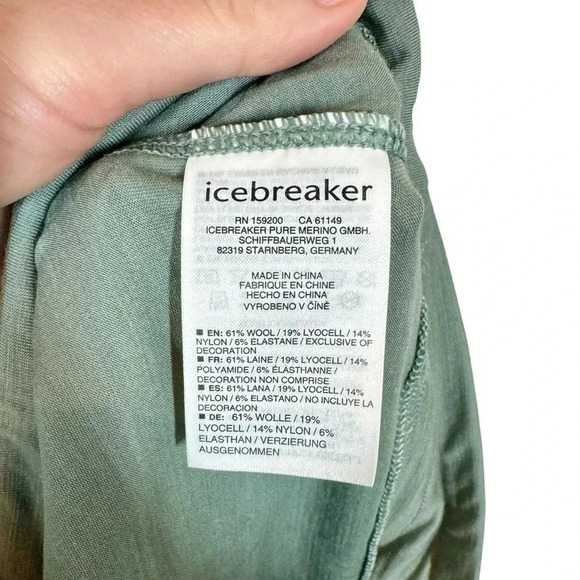 icebreaker
RN 159200 CA 61149
ICEBREAKER PURE MERINO GMBH.
SCHIFFBAUERWEG 1
82319 STARNBERG, GERMANY
MADE IN CHINA
FABRIQUE EN CHINE
HECHO EN CHINA
VYROBENO V ČÍNĚ
■ EN: 61% WOOL / 19% LYOCELL / 14%
NYLON / 6% ELASTANE / EXCLUSIVE OF
DECORATION
■ FR: 61% LAINE / 19% LYOCELL / 14%
POLYAMIDE / 6% ÉLASTHANNE /
DECORATION NON COMPRISE
■ ES: 61% LANA / 19% LYOCELL / 14%
NYLON / 6% ELASTANO / NO INCLUYE LA
DECORACION
■ DE: 61% WOLLE / 19%
LYOCELL / 14% NYLON / 6%
ELASTHAN / VERZIERUNG
AUSGENOMMEN